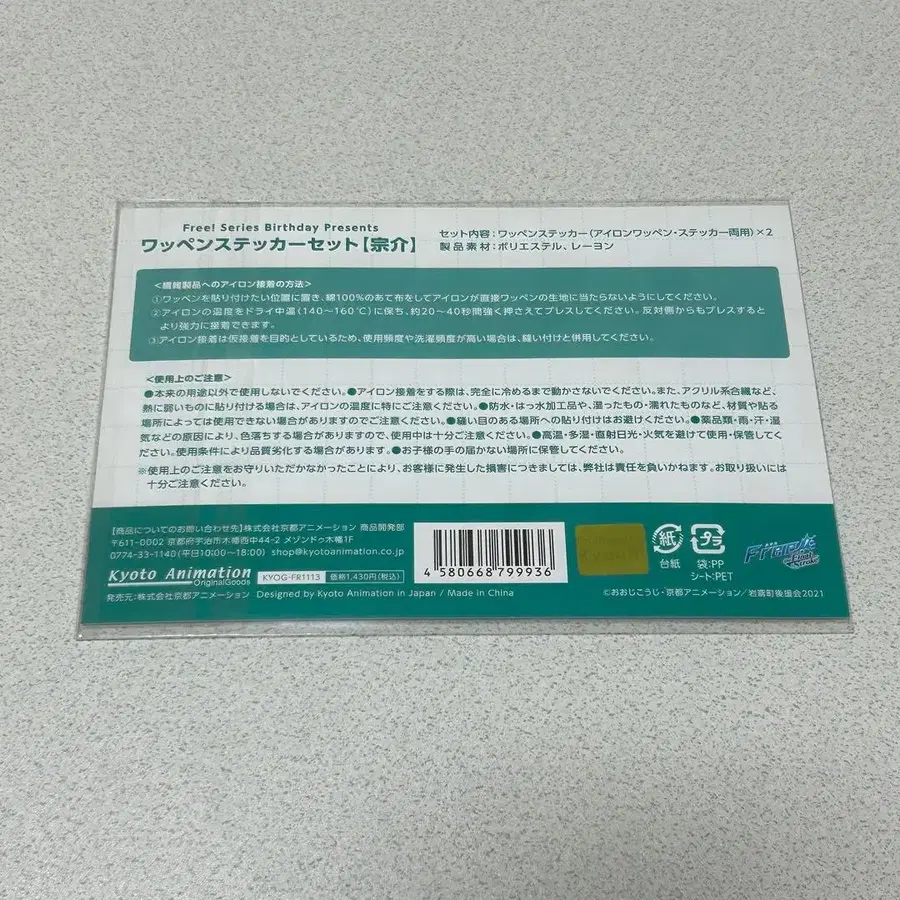 Free! Series Birthday Presents
ワッペンステッカーセット【宗介】
セット内容:ワッペンステッカー(アイロンワッペン・ステッカー両用)×2
製品素材:ポリエステル、レーヨン
<繊維製品へのアイロン接着の方法>
①ワッペンを貼り付けたい位置に置き、綿100%のあて布をしてアイロンが直接ワッペンの生地に当たらないようにしてください。
②アイロンの温度をドライ中温(140～160℃)に保ち、約20～40秒間強く押さえてプレスしてください。反対側からもプレスすると
より強力に接着できます。
③アイロン接着は仮接着を目的としているため、使用頻度や洗濯頻度が高い場合は、縫い付けと併用してください。
<使用上のご注意>
●本来の用途以外で使用しないでください。●アイロン接着をする際は、完全に冷めるまで動かさないでください。また、アクリル系合繊など、
熱に弱いものに貼り付ける場合は、アイロンの温度に特にご注意ください。●防水・はっ水加工品や、湿ったもの・濡れたものなど、材質や貼る
場所によっては使用できない場合がありますのでご注意ください。●縫い目のある場所への貼り付けはお避けください。●薬品類・雨・汗・湿
気などの原因により、色落ちする場合がありますので、使用中は十分ご注意ください。●高温・多湿・直射日光・火気を避けて使用・保管してく
ださい。使用条件により品質劣化する場合があります。●お子様の手の届かない場所に保管してください。
※使用上のご注意をお守りいただかなかったことにより、お客様に発生した損害につきましては、弊社は責任を負いかねます。お取り扱いには
十分ご注意ください。
【商品についてのお問い合わせ先】株式会社京都アニメーション 商品開発部
〒611-0002 京都府宇治市木幡西中44-2 メゾンドゥ木幡1F
0774-33-1140(平日10:00～18:00) shop@kyotoanimation.co.jp
Kyoto Animation
OriginalGoods
KYOG-FR1113 価格1,430円(税込)
発売元:株式会社京都アニメーション Designed by Kyoto Animation in Japan / Made in China
4 580668 799936
紙
台紙
プラ
袋:PP
シート:PET
Free!
the Final Stroke
©おおじこうじ・京都アニメーション/岩鳶町後援会2021